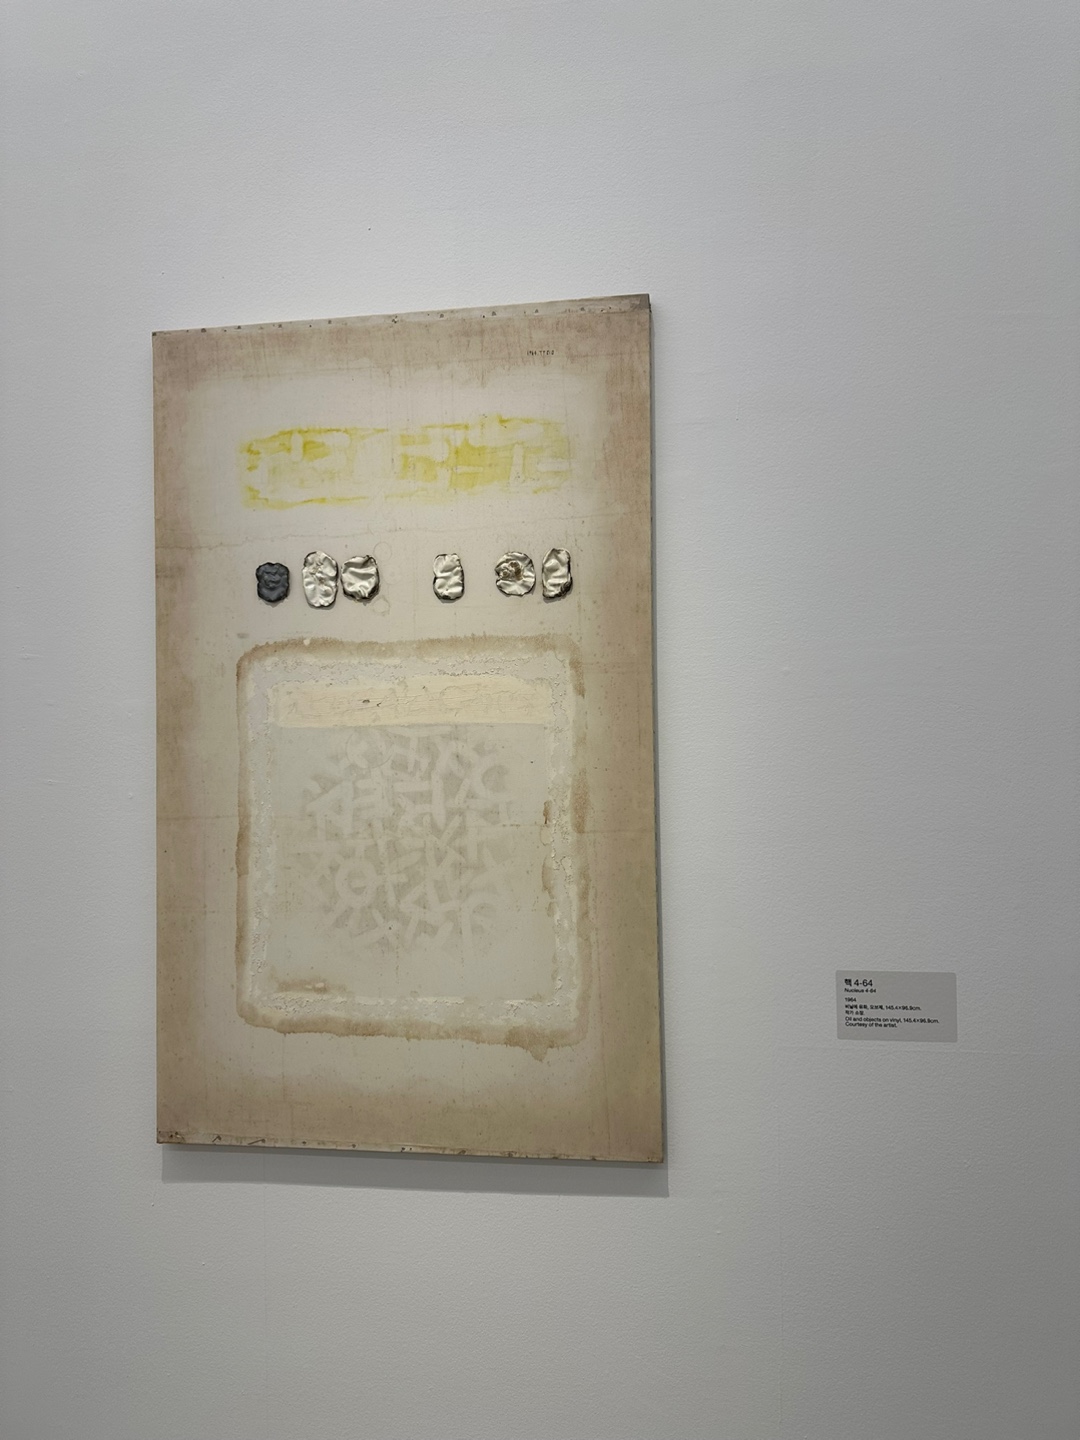 핵 4-64
Nucleus 4-64
1964
비닐에 유화, 오브제, 145.4×96.8cm.
작가 소장.
Oil and objects on vinyl, 145.4×96.8cm.
Courtesy of the artist.